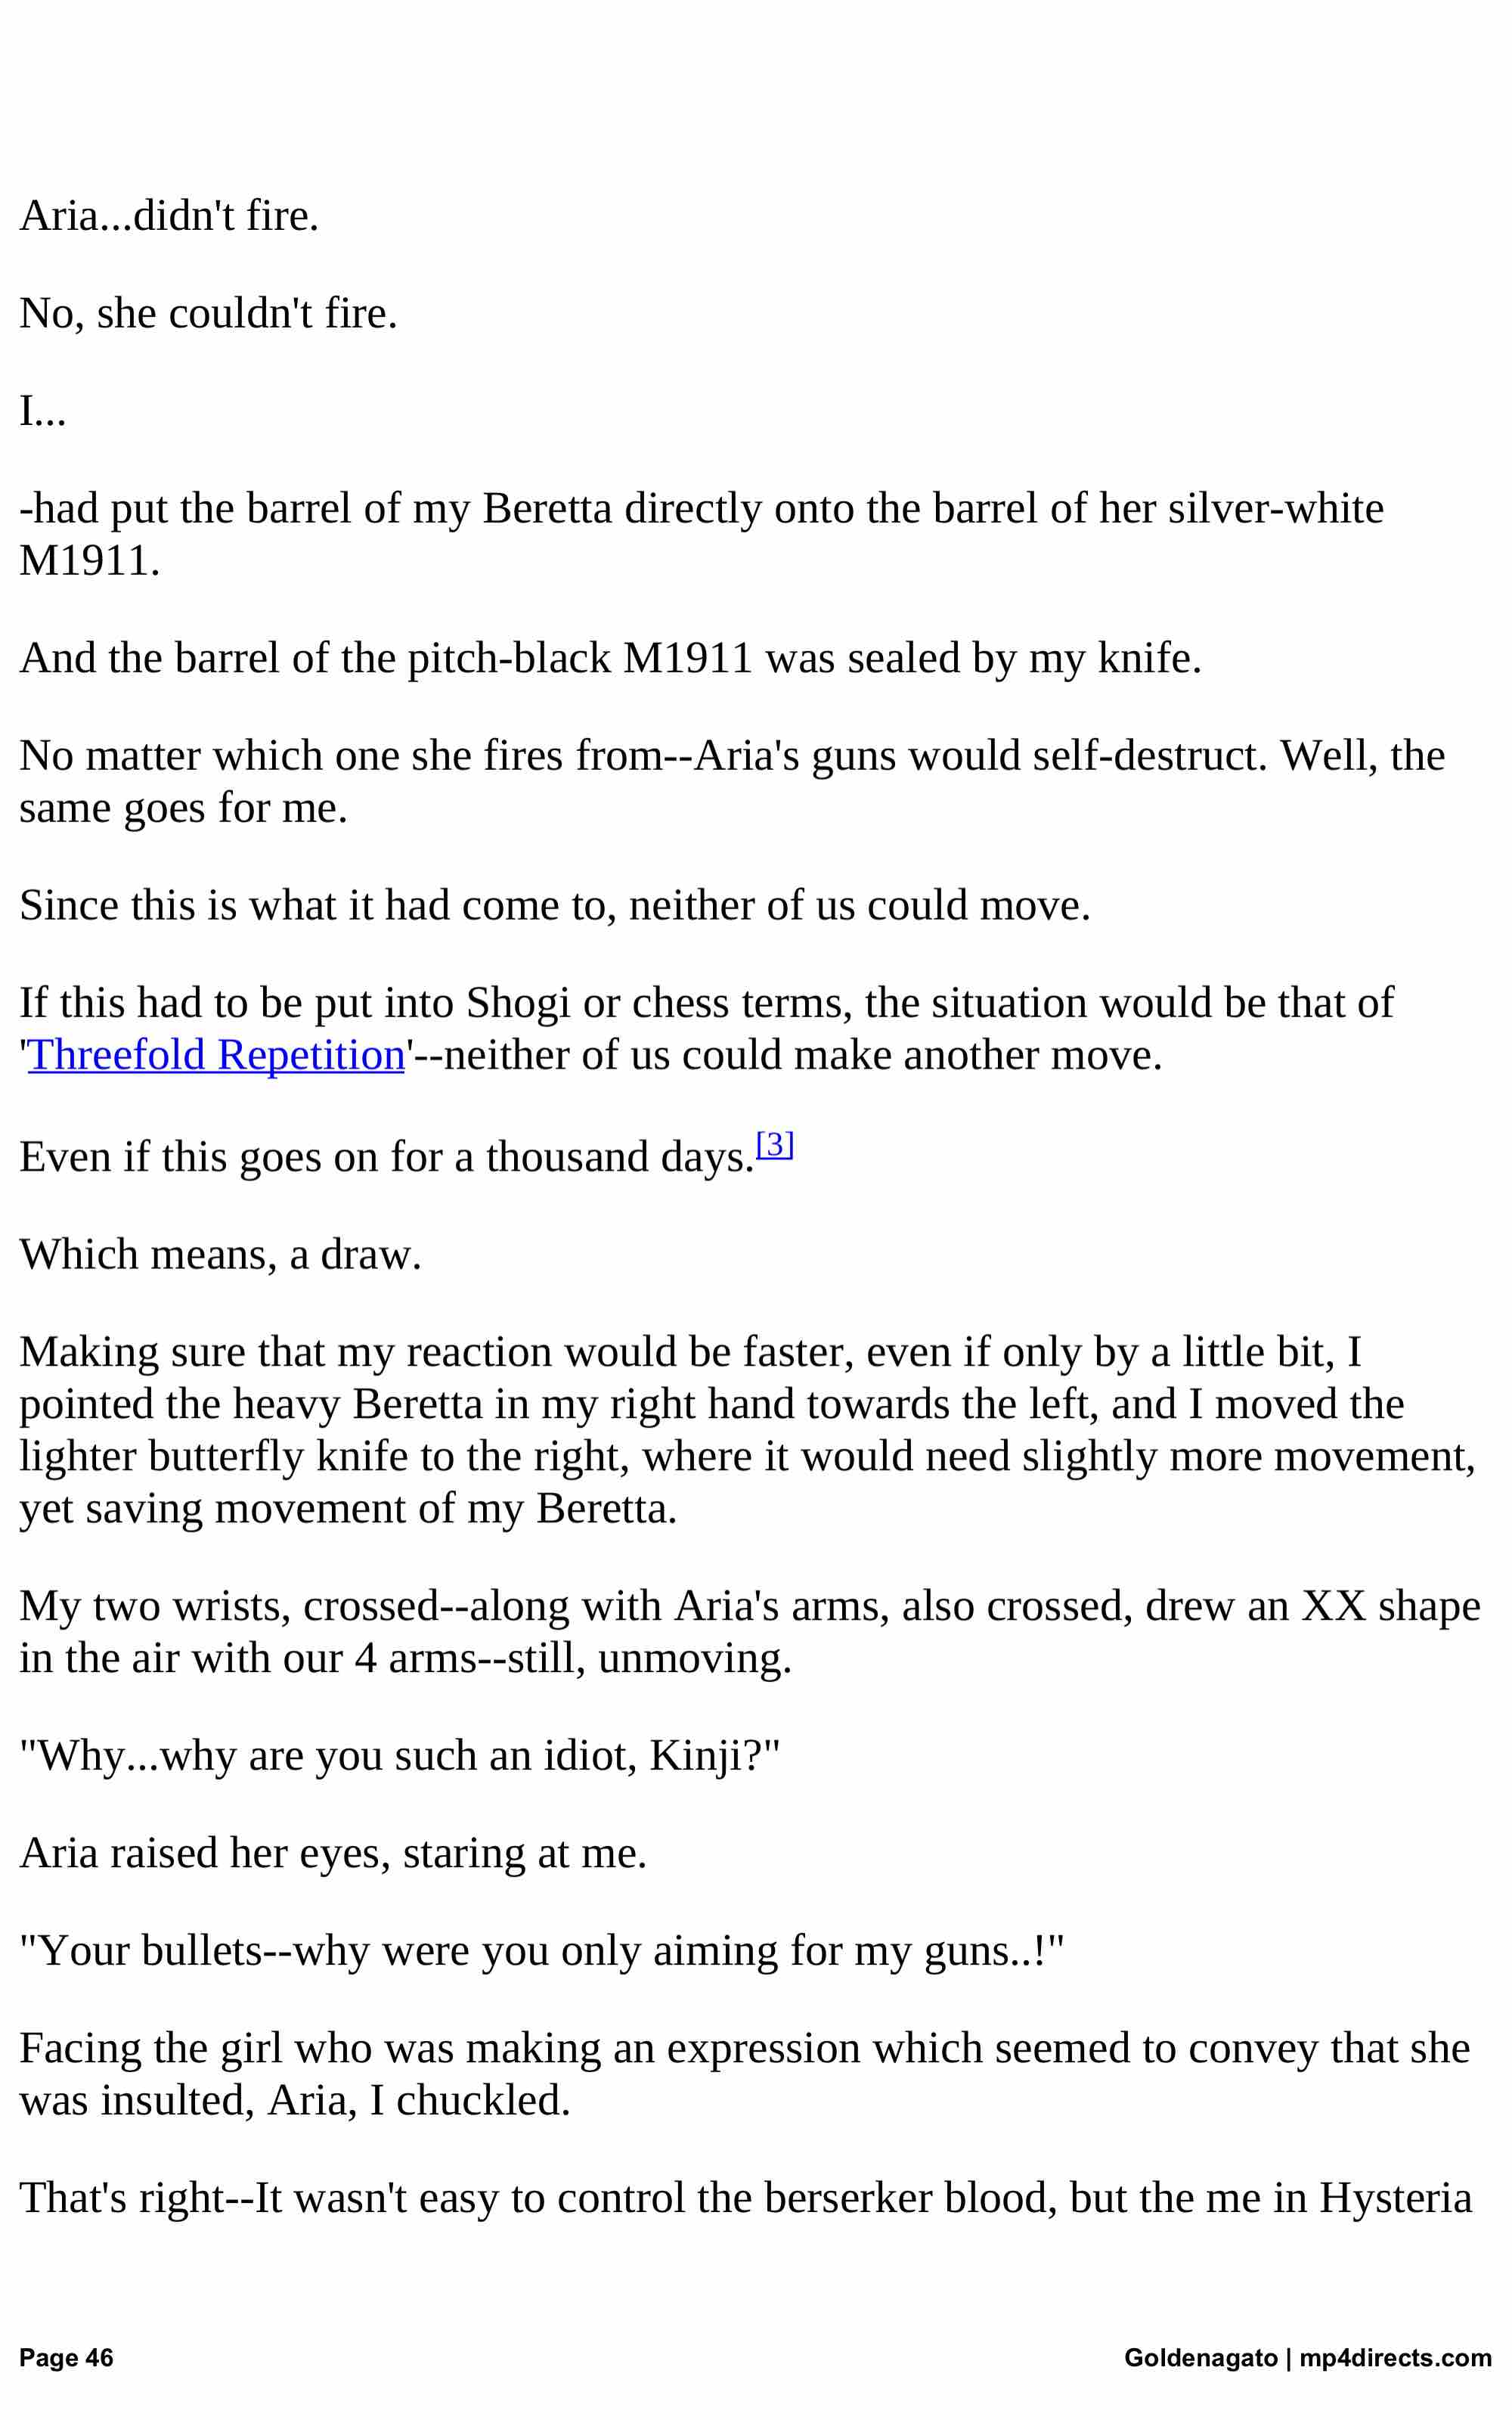 Aria...didn't fire.
No, she couldn't fire.
I...
-had put the barrel of my Beretta directly onto the barrel of her silver-white
M1911.
And the barrel of the pitch-black M1911 was sealed by my knife.
No matter which one she fires from--Aria's guns would self-destruct. Well, the
same goes for me.
Since this is what it had come to, neither of us could move.
If this had to be put into Shogi or chess terms, the situation would be that of
'Threefold Repetition'--neither of us could make another move.
Even if this goes on for a thousand days.[3]
Which means, a draw.
Making sure that my reaction would be faster, even if only by a little bit, I
pointed the heavy Beretta in my right hand towards the left, and I moved the
lighter butterfly knife to the right, where it would need slightly more movement,
yet saving movement of my Beretta.
My two wrists, crossed--along with Aria's arms, also crossed, drew an XX shape
in the air with our 4 arms--still, unmoving.
"Why...why are you such an idiot, Kinji?"
Aria raised her eyes, staring at me.
"Your bullets--why were you only aiming for my guns..!"
Facing the girl who was making an expression which seemed to convey that she
was insulted, Aria, I chuckled.
That's right--It wasn't easy to control the berserker blood, but the me in Hysteria
Page 46
Goldenagato | mp4directs.com